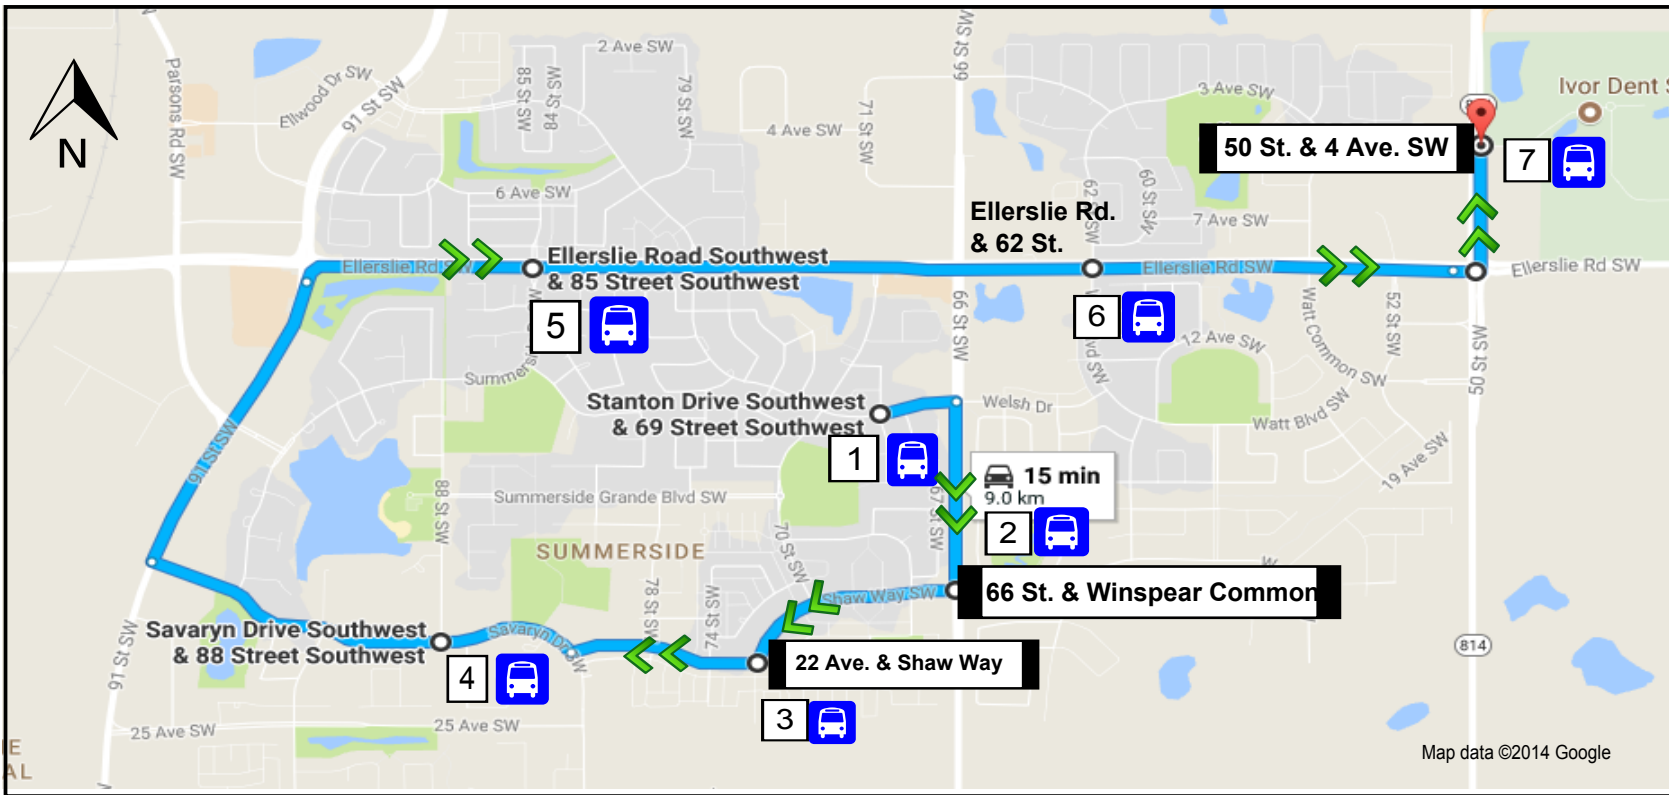 2 Ave SW
66 St SW
Parsons Rd SW
Ellwood Dr SW
91 St SW
85 St SW
84 St SW
79 St SW
3 Ave SW
Ivor Dent S
4 Ave SW
71 St SW
N
50 St. & 4 Ave. SW
7
6 Ave SW
60 St SW
Ellerslie Rd.
& 62 St.
7 Ave SW
Ellerslie Rd SW
Ellerslie Road Southwest
& 85 Street Southwest
Ellerslie Rd SW
Ellerslie Rd SW
5
6
66 St SW
12 Ave SW
Watt Common SW
52 St SW
50 St SW
Stanton Drive Southwest
& 69 Street Southwest
Welsh Dr
Watt Blvd SW
1
19 Ave SW
91 St SW
15 min
9.0 km
88 St SW
Summerside Grande Blvd SW
67 St SW
2
70 St SW
SUMMERSIDE
78 St SW
74 St SW
Shaw Way SW
66 St. & Winspear Common
Savaryn Drive Southwest
& 88 Street Southwest
Savaryn Dr SW
22 Ave. & Shaw Way
814
91 St SW
4
3
25 Ave SW
25 Ave SW
Map data ©2014 Google